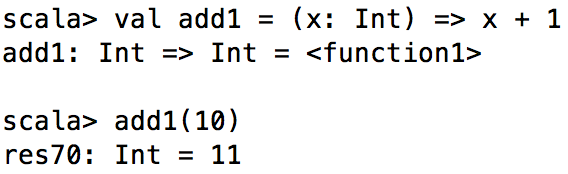 scala> val add1 = (x: Int) => x + 1
add1: Int => Int = <function1>
scala> add1(10)
res70: Int = 11